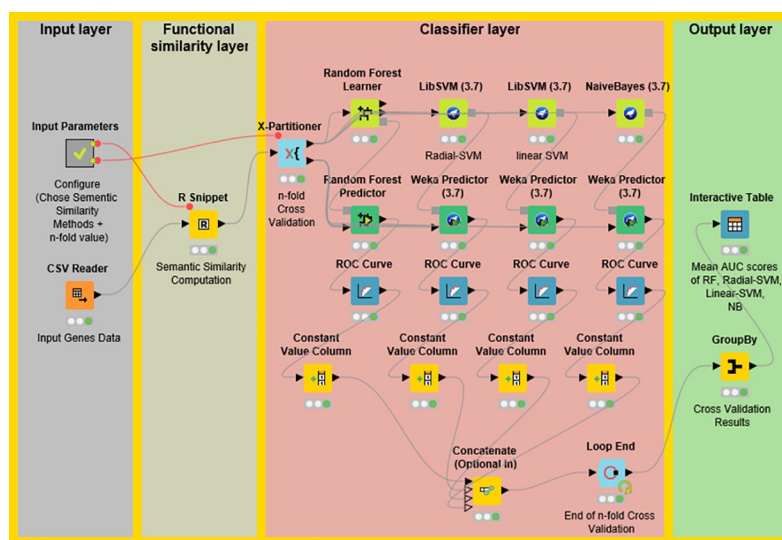 Input layer
Functional
similarity layer
Classifier layer
Output layer
Random Forest
Learner
LibSVM (3.7)
LibSVM (3.7)
NaiveBayes (3.7)
Input Parameters
X-Partitioner
X{
Radial-SVM
linear SVM
Configure
(Chose Sementic
Similarity
Methods +
n-fold value)
R Snippet
R
n-fold
Cross
Validation
Random Forest
Predictor
Weka Predictor
(3.7)
Weka Predictor
(3.7)
Weka Predictor
(3.7)
Interactive Table
CSV Reader
Semantic Similarity
Computation
ROC Curve
ROC Curve
ROC Curve
ROC Curve
Mean AUC scores
of RF, Radial-SVM,
Linear-SVM,
NB
Input Genes Data
Constant
Value Column
Constant
Value Column
Constant
Value Column
Constant
Value Column
GroupBy
Cross Validation
Results
Concatenate
(Optional in)
Loop End
End of n-fold Cross
Validation